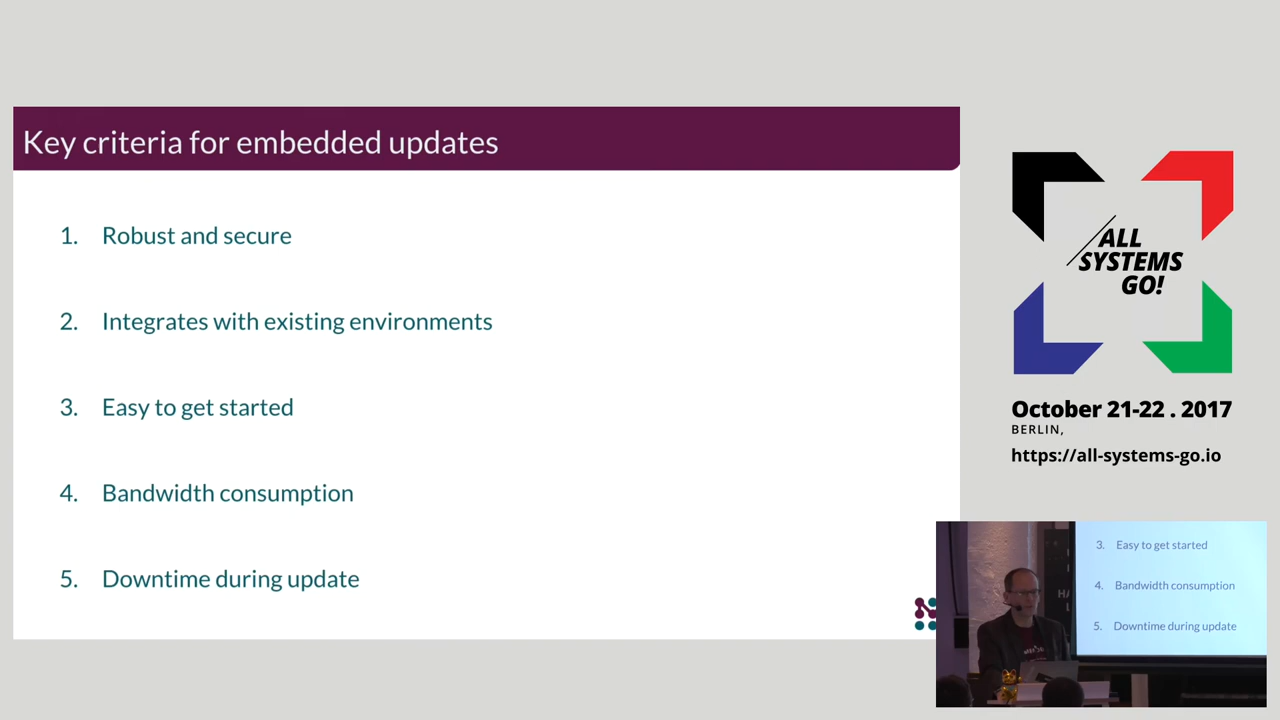 Key criteria for embedded updates
1. Robust and secure
2. Integrates with existing environments
3. Easy to get started
4. Bandwidth consumption
5. Downtime during update
ALL
SYSTEMS
GO!
October 21-22 . 2017
BERLIN,
https://all-systems-go.io
3. Easy to get started
4. Bandwidth consumption
5. Downtime during update